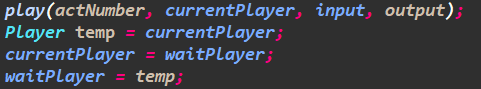 play(actNumber, currentPlayer, input, output);
Player temp = currentPlayer;
currentPlayer = waitPlayer;
waitPlayer = temp;